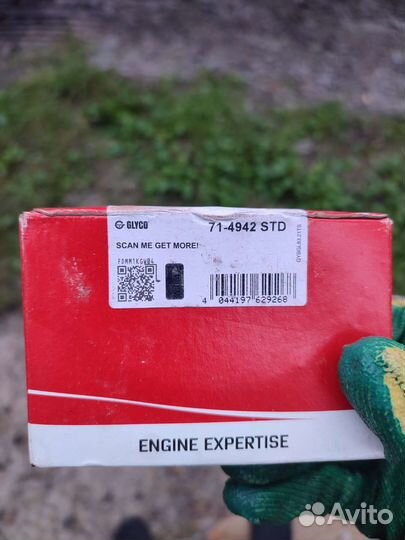 GLYCO
71-4942 STD
SCAN ME GET MORE!
4 044197 629268
ENGINE EXPERTISE
Avito